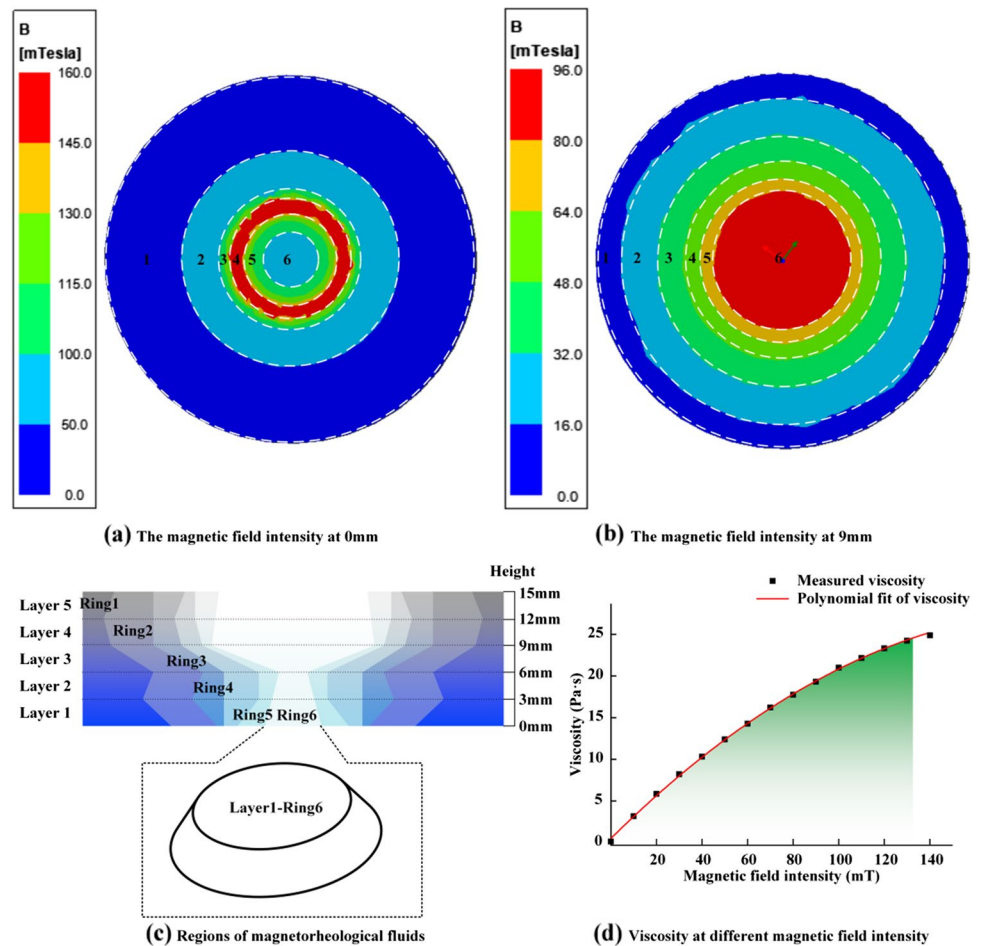 B
[mTesla]
160.0
145.0
130.0
115.0
100.0
50.0
0.0
1 2 3 4 5 6
(a) The magnetic field intensity at 0mm
B
[mTesla]
96.0
80.0
64.0
48.0
32.0
16.0
0.0
1 2 3 4 5 6
(b) The magnetic field intensity at 9mm
Height
Layer 5 Ring1 15mm
12mm
Layer 4 Ring2
9mm
Layer 3 Ring3
6mm
Layer 2 Ring4
3mm
Layer 1 Ring5 Ring6
0mm
Layer1-Ring6
(c) Regions of magnetorheological fluids
Measured viscosity
Polynomial fit of viscosity
Viscosity (Pa·s)
25
20
15
10
5
0
20 40 60 80 100 120 140
Magnetic field intensity (mT)
(d) Viscosity at different magnetic field intensity